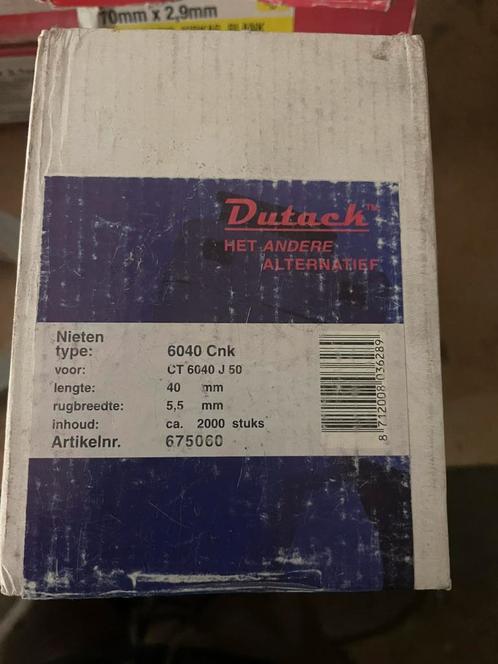 10mm x 2,9mm
Dutack™
HET ANDERE
ALTERNATIEF
Nieten
type: 6040 Cnk
voor: CT 6040 J 50
lengte: 40 mm
rugbreedte: 5,5 mm
inhoud: ca. 2000 stuks
Artikelnr. 675060
8 712008 036289